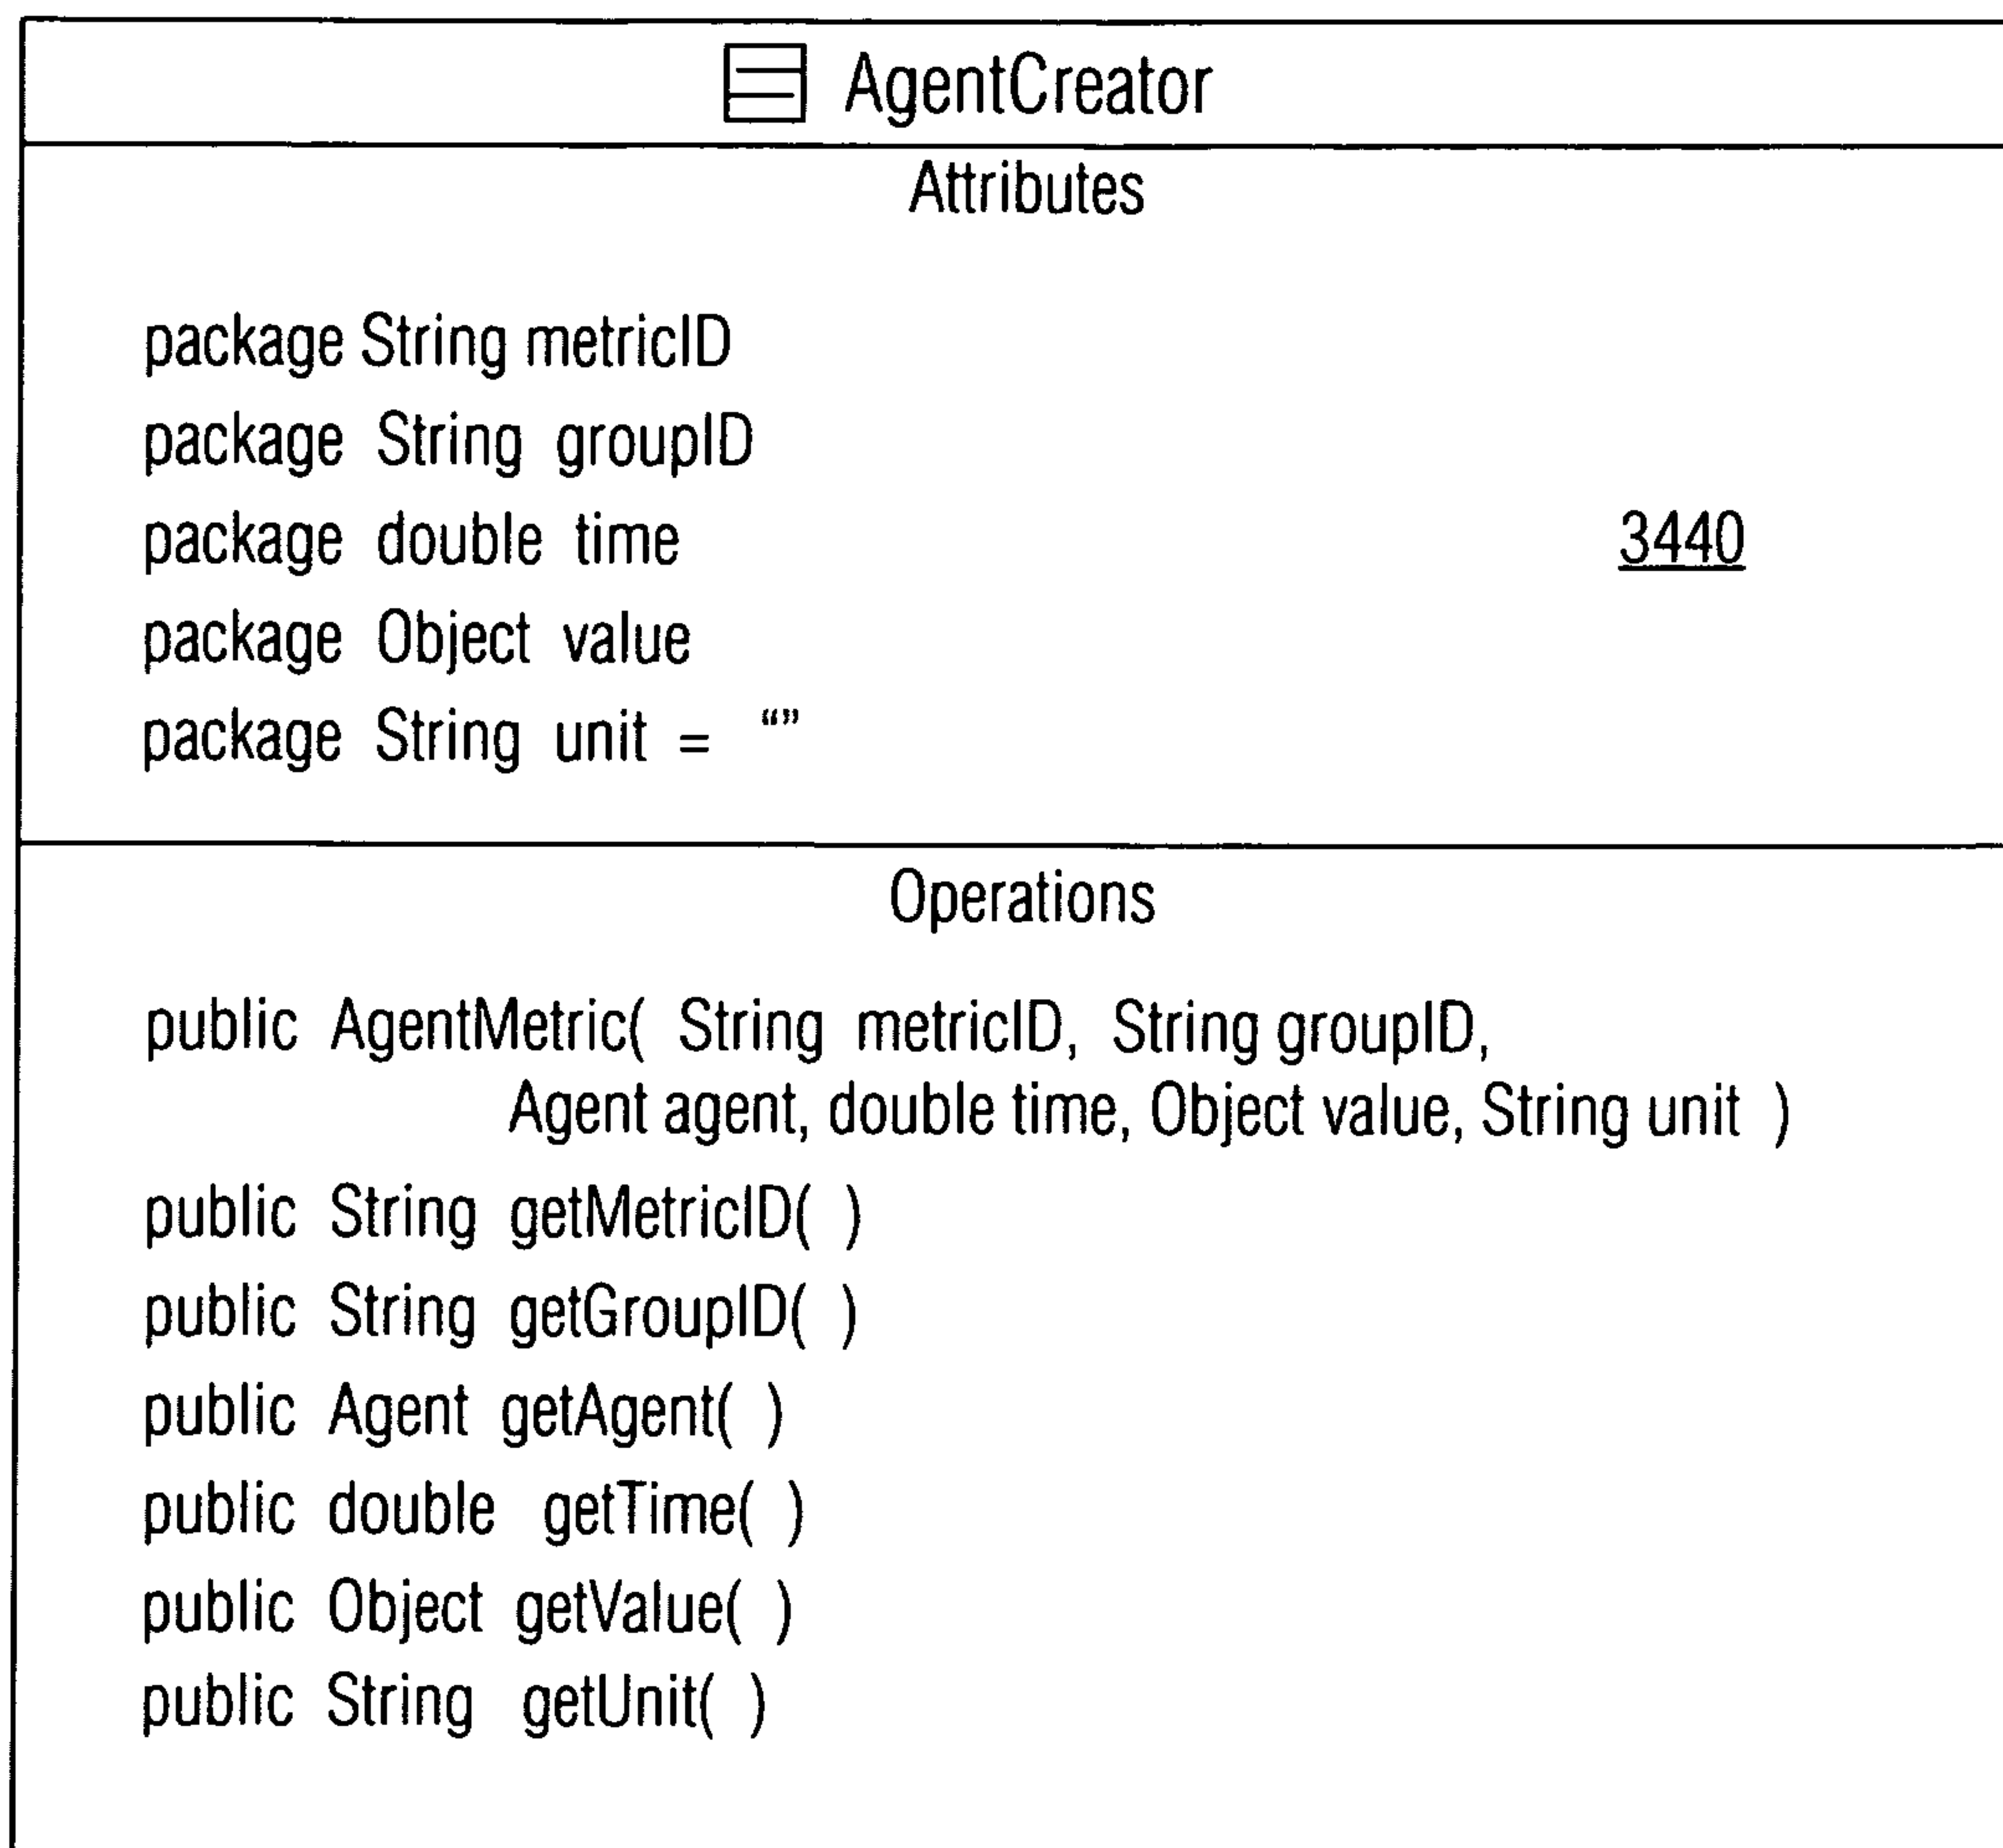 AgentCreator
Attributes
package String metricID
package String groupID
package double time
3440
package Object value
package String unit = “”
Operations
public AgentMetric( String metricID, String groupID,
Agent agent, double time, Object value, String unit )
public String getMetricID( )
public String getGroupID( )
public Agent getAgent( )
public double getTime( )
public Object getValue( )
public String getUnit( )